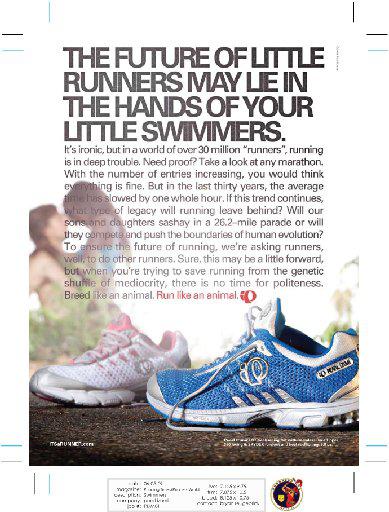 THE FUTURE OF LITTLE
RUNNERS MAY LIE IN
THE HANDS OF YOUR
LITTLE SWIMMERS.
It's ironic, but in a world of over 30 million "runners", running
is in deep trouble. Need proof? Take a look at any marathon.
With the number of entries increasing, you would think
everything is fine. But in the last thirty years, the average
time has slowed by one whole hour. If this trend continues,
what type of legacy will running leave behind? Will our
sons and daughters sashay in a 26.2–mile parade or will
they compete and push the boundaries of human evolution?
To ensure the future of running, we're asking runners,
well, to do other runners. Sure, this may be a little forward,
but when you're trying to save running from the genetic
shuffle of mediocrity, there is no time for politeness.
Breed like an animal. Run like an animal.